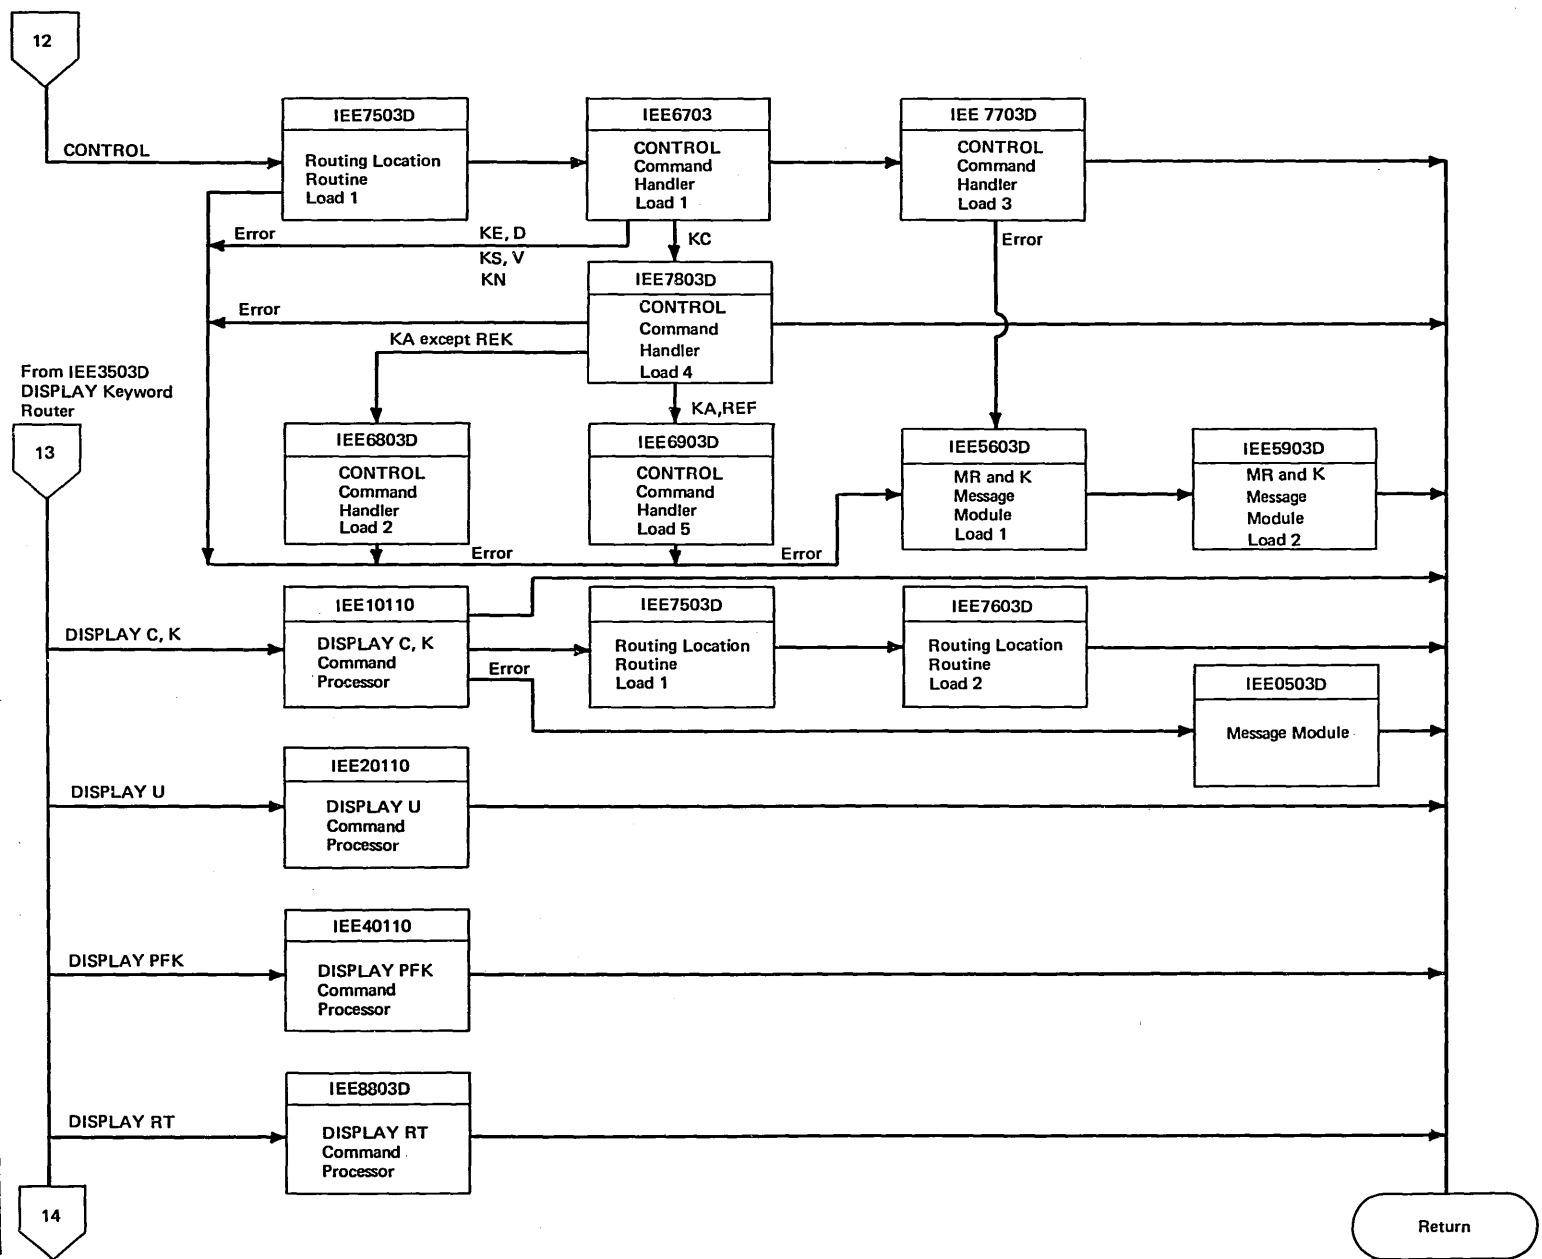 12
CONTROL
IEE7503D
Routing Location
Routine
Load 1
IEE6703
CONTROL
Command
Handler
Load 1
IEE 7703D
CONTROL
Command
Handler
Load 3
Error
KE, D
KS, V
KN
KC
Error
IEE7803D
CONTROL
Command
Handler
Load 4
Error
KA except REK
KA,REF
From IEE3503D
DISPLAY Keyword
Router
13
IEE6803D
CONTROL
Command
Handler
Load 2
IEE6903D
CONTROL
Command
Handler
Load 5
IEE5603D
MR and K
Message
Module
Load 1
IEE5903D
MR and K
Message
Module
Load 2
Error
Error
DISPLAY C, K
IEE10110
DISPLAY C, K
Command
Processor
Error
IEE7503D
Routing Location
Routine
Load 1
IEE7603D
Routing Location
Routine
Load 2
IEE0503D
Message Module
DISPLAY U
IEE20110
DISPLAY U
Command
Processor
DISPLAY PFK
IEE40110
DISPLAY PFK
Command
Processor
DISPLAY RT
IEE8803D
DISPLAY RT
Command
Processor
14
Return